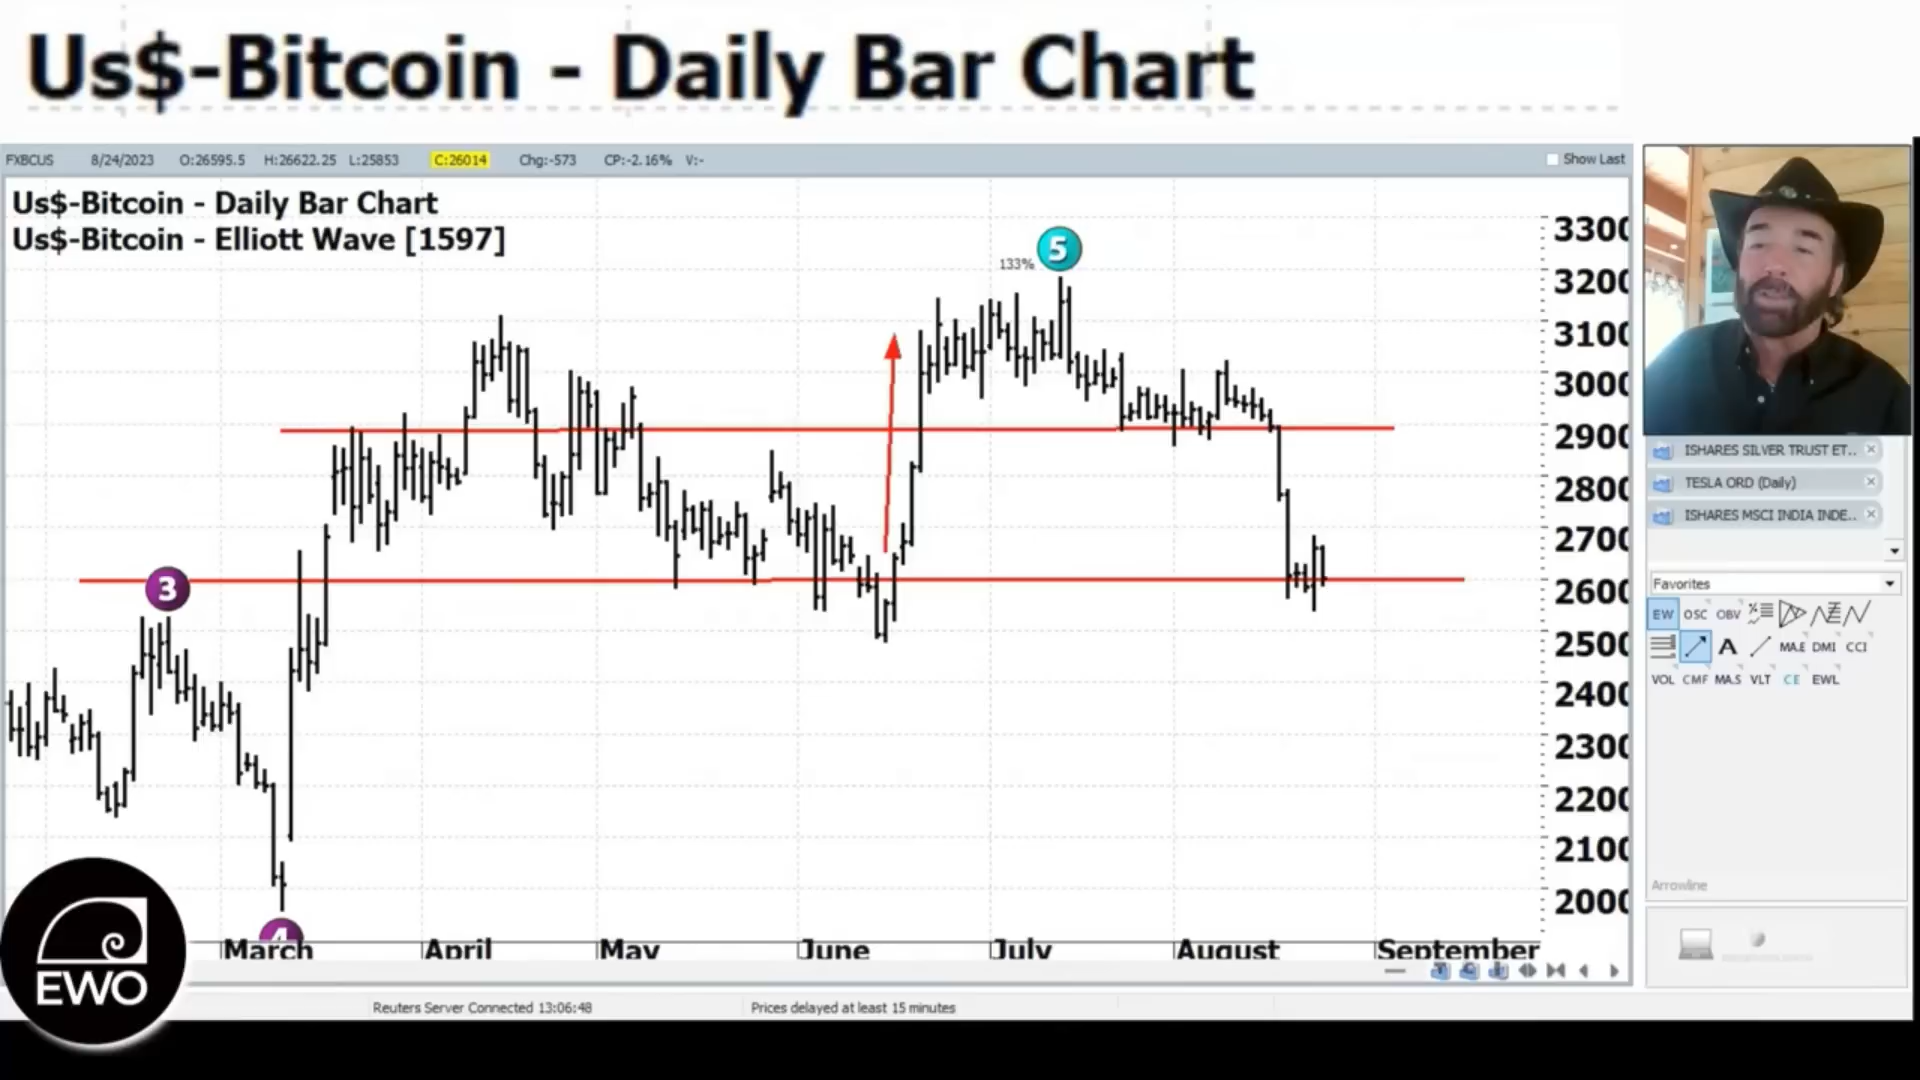 Us$-Bitcoin - Daily Bar Chart
FXBCUS 8/24/2023 O:26595.5 H:26622.25 L:25853 C:26014 Chg:-573 CP:-2.16% V:-
Show Last
Us$-Bitcoin - Daily Bar Chart
Us$-Bitcoin - Elliott Wave [1597]
5
133%
3
4
3300
3200
3100
3000
2900
2800
2700
2600
2500
2400
2300
2200
2100
2000
March April May June July August September
EWO
Reuters Server Connected 13:06:48
Prices delayed at least 15 minutes
ISHARES SILVER TRUST ET..
TESLA ORD (Daily)
ISHARES MSCI INDIA INDE..
Favorites
EW OSC OBV
A MA.E DMI CCI
VOL CMF MA.S VLT CE EWL
Arrowline